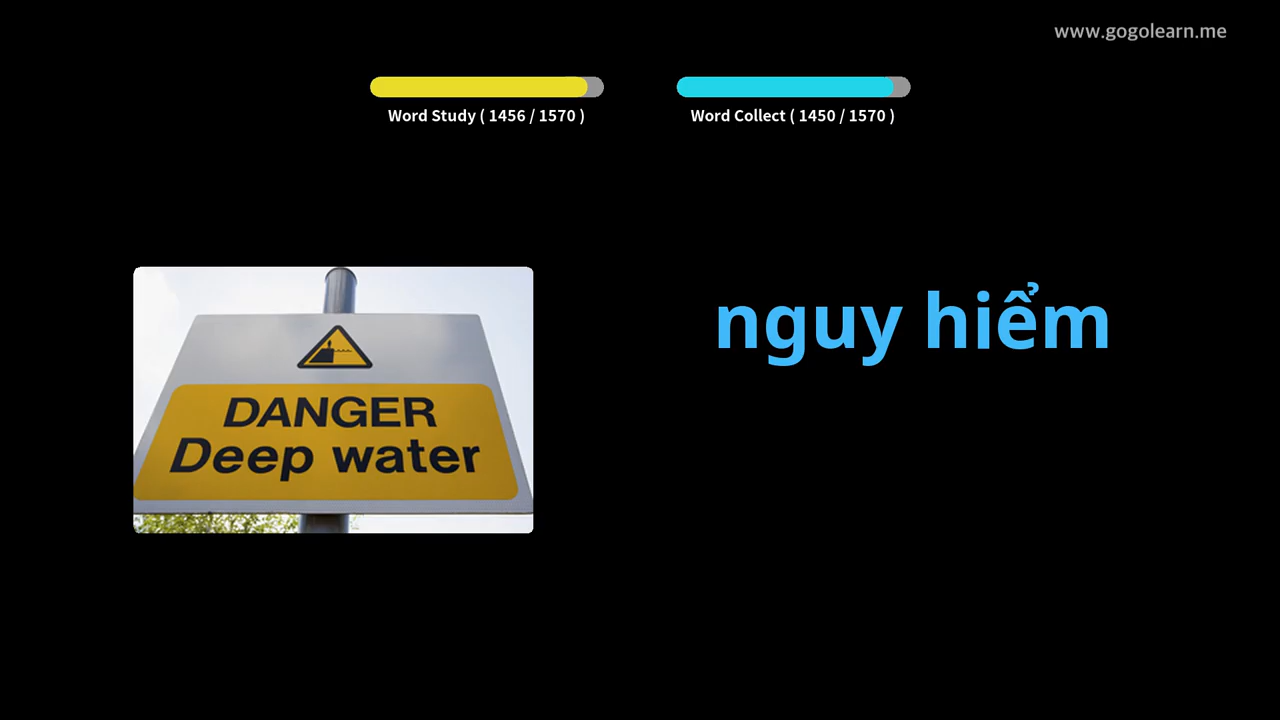 www.gogolearn.me
Word Study ( 1456 / 1570 )
Word Collect ( 1450 / 1570 )
nguy hiểm
DANGER
Deep water